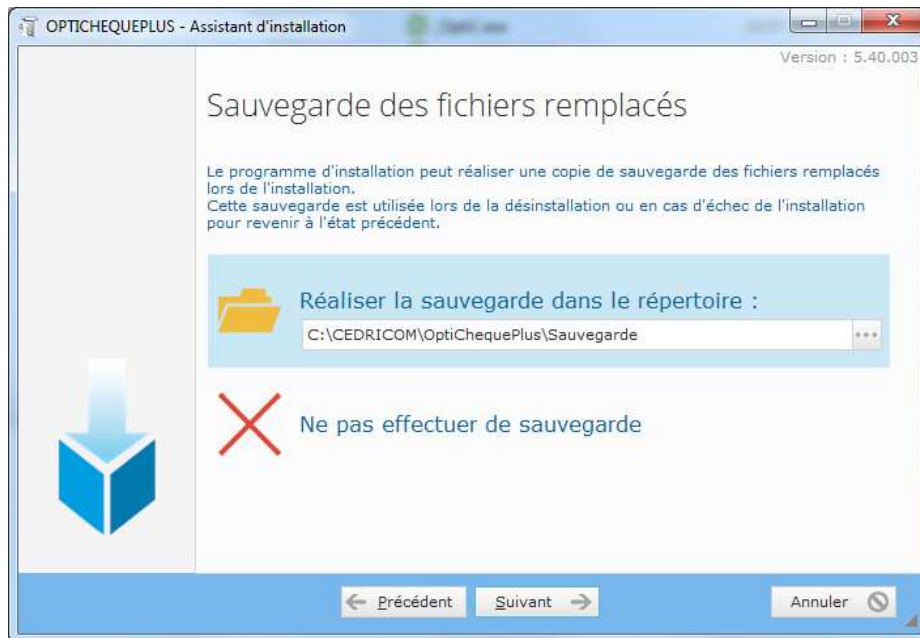 OPTICHEQUEPLUS - Assistant d'installation
Version : 5.40.003
Sauvegarde des fichiers remplacés
Le programme d'installation peut réaliser une copie de sauvegarde des fichiers remplacés
lors de l'installation.
Cette sauvegarde est utilisée lors de la désinstallation ou en cas d'échec de l'installation
pour revenir à l'état précédent.
Réaliser la sauvegarde dans le répertoire :
C:\CEDRICOM\OptiChequePlus\Sauvegarde
Ne pas effectuer de sauvegarde
Précédent Suivant Annuler